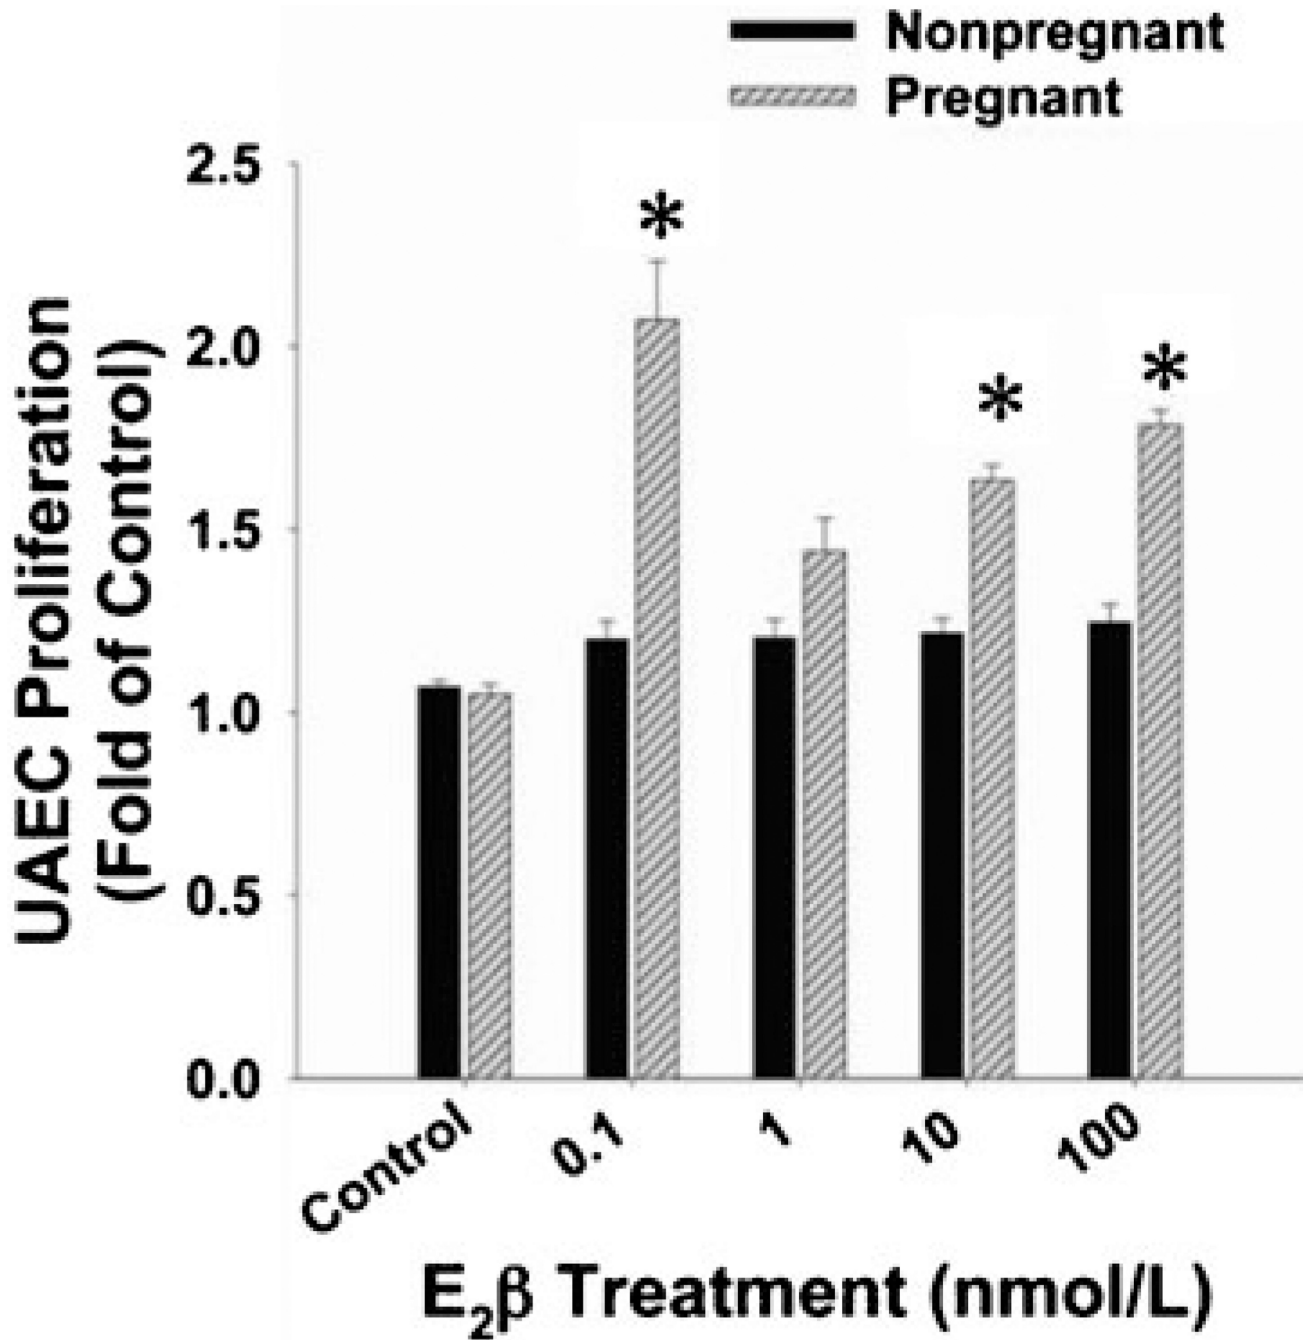 Nonpregnant
Pregnant
UAEC Proliferation
(Fold of Control)
2.5
2.0
1.5
1.0
0.5
0.0
*
*
*
Control
0.1
1
10
100
E₂β Treatment (nmol/L)